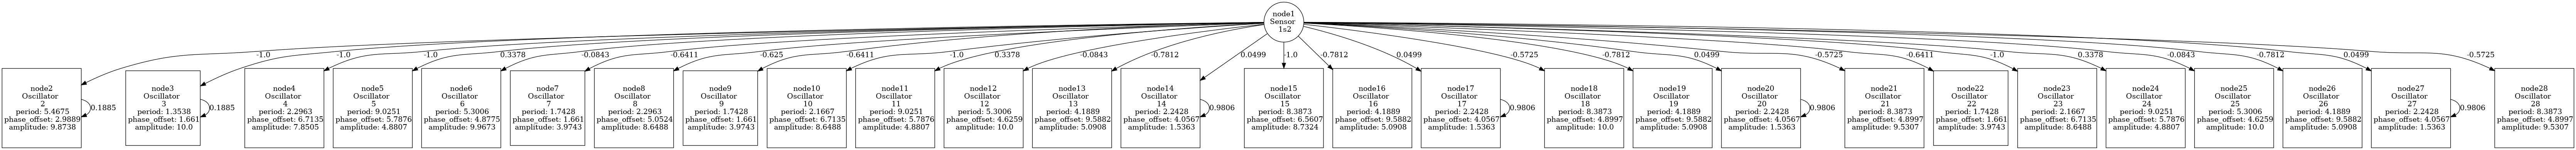 node1
Sensor
1s2
-1.0
-1.0
-1.0
0.3378
-0.0843
-0.6411
-0.625
-0.6411
-1.0
0.3378
-0.0843
-0.7812
0.0499
-1.0
-0.7812
0.0499
-0.5725
-0.7812
0.0499
-0.5725
-0.6411
-1.0
0.3378
-0.0843
-0.7812
0.0499
-0.5725
node2
Oscillator
2
period: 5.4675
phase_offset: 2.9889
amplitude: 9.8738
0.1885
node3
Oscillator
3
period: 1.3538
phase_offset: 1.661
amplitude: 10.0
0.1885
node4
Oscillator
4
period: 2.2963
phase_offset: 6.7135
amplitude: 7.8505
node5
Oscillator
5
period: 9.0251
phase_offset: 5.7876
amplitude: 4.8807
node6
Oscillator
6
period: 5.3006
phase_offset: 4.8775
amplitude: 9.9673
node7
Oscillator
7
period: 1.7428
phase_offset: 1.661
amplitude: 3.9743
node8
Oscillator
8
period: 2.2963
phase_offset: 5.0524
amplitude: 8.6488
node9
Oscillator
9
period: 1.7428
phase_offset: 1.661
amplitude: 3.9743
node10
Oscillator
10
period: 2.1667
phase_offset: 6.7135
amplitude: 8.6488
node11
Oscillator
11
period: 9.0251
phase_offset: 5.7876
amplitude: 4.8807
node12
Oscillator
12
period: 5.3006
phase_offset: 4.6259
amplitude: 10.0
node13
Oscillator
13
period: 4.1889
phase_offset: 9.5882
amplitude: 5.0908
node14
Oscillator
14
period: 2.2428
phase_offset: 4.0567
amplitude: 1.5363
0.9806
node15
Oscillator
15
period: 8.3873
phase_offset: 6.5607
amplitude: 8.7324
node16
Oscillator
16
period: 4.1889
phase_offset: 9.5882
amplitude: 5.0908
node17
Oscillator
17
period: 2.2428
phase_offset: 4.0567
amplitude: 1.5363
0.9806
node18
Oscillator
18
period: 8.3873
phase_offset: 4.8997
amplitude: 10.0
node19
Oscillator
19
period: 4.1889
phase_offset: 9.5882
amplitude: 5.0908
node20
Oscillator
20
period: 2.2428
phase_offset: 4.0567
amplitude: 1.5363
0.9806
node21
Oscillator
21
period: 8.3873
phase_offset: 4.8997
amplitude: 9.5307
node22
Oscillator
22
period: 1.7428
phase_offset: 1.661
amplitude: 3.9743
node23
Oscillator
23
period: 2.1667
phase_offset: 6.7135
amplitude: 8.6488
node24
Oscillator
24
period: 9.0251
phase_offset: 5.7876
amplitude: 4.8807
node25
Oscillator
25
period: 5.3006
phase_offset: 4.6259
amplitude: 10.0
node26
Oscillator
26
period: 4.1889
phase_offset: 9.5882
amplitude: 5.0908
node27
Oscillator
27
period: 2.2428
phase_offset: 4.0567
amplitude: 1.5363
0.9806
node28
Oscillator
28
period: 8.3873
phase_offset: 4.8997
amplitude: 9.5307